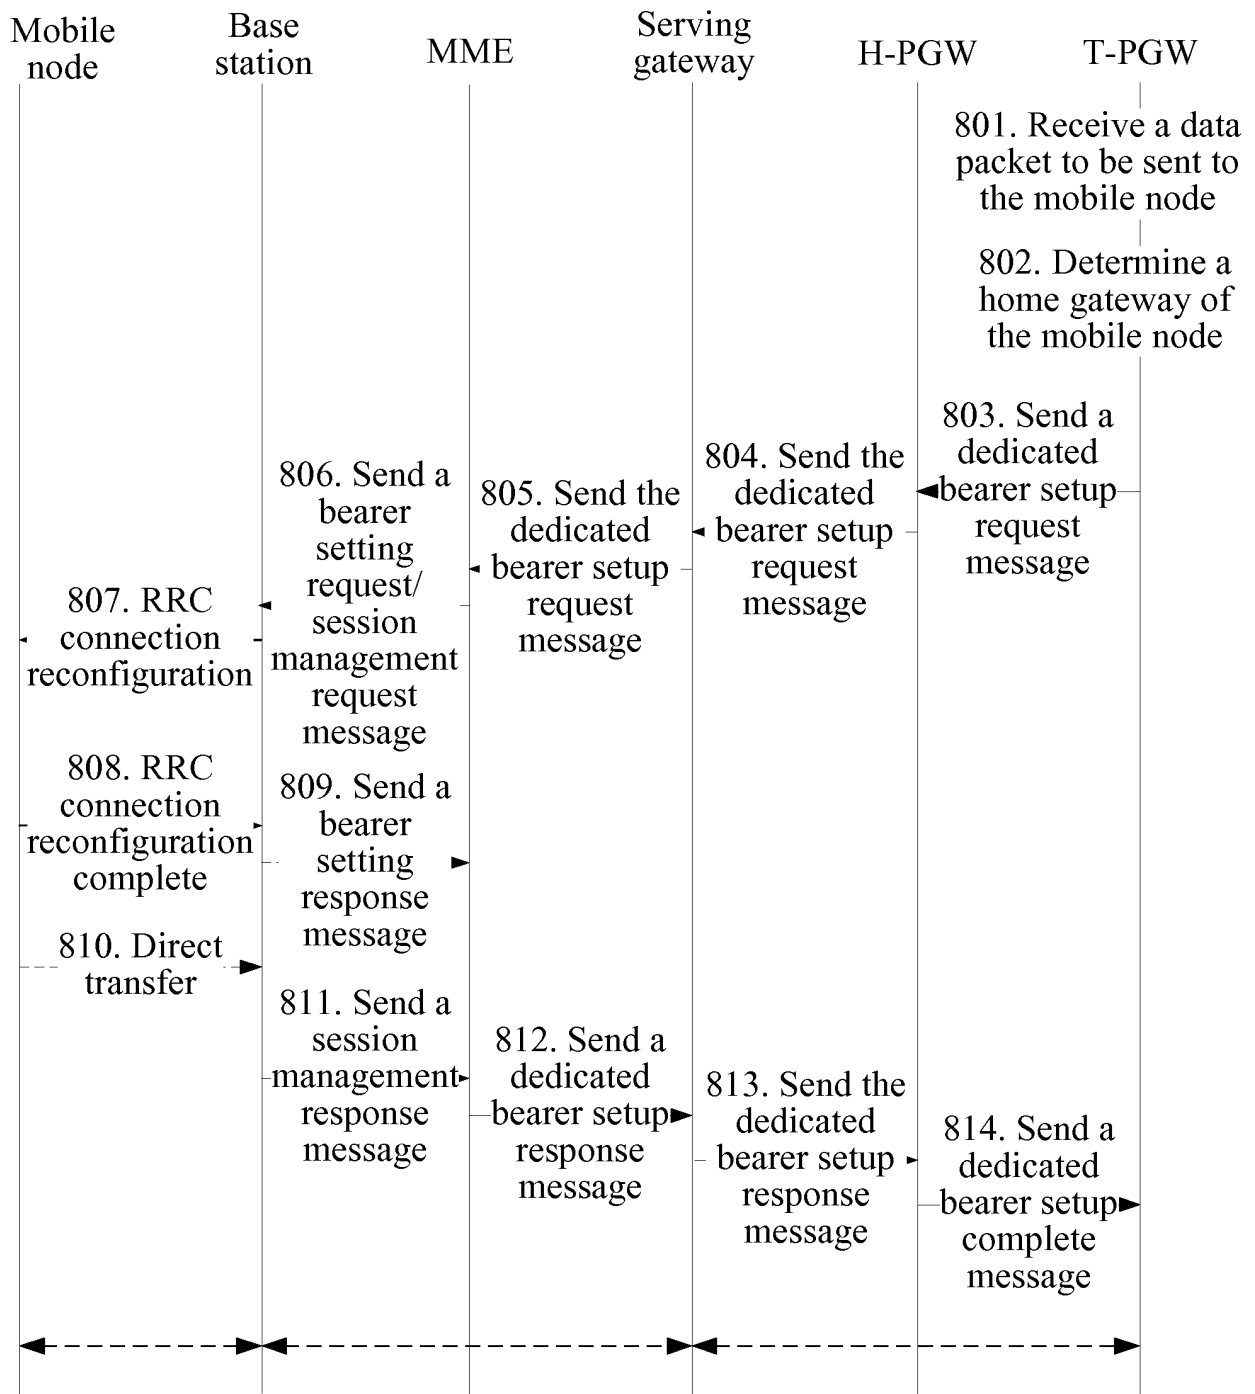 Mobile
node
Base
station
MME
Serving
gateway
H-PGW
T-PGW
801. Receive a data
packet to be sent to
the mobile node
802. Determine a
home gateway of
the mobile node
803. Send a
dedicated
bearer setup
request
message
804. Send the
dedicated
bearer setup
request
message
805. Send the
dedicated
bearer setup
request
message
806. Send a
bearer
setting
request/
session
management
request
message
807. RRC
connection
reconfiguration
808. RRC
connection
reconfiguration
complete
809. Send a
bearer
setting
response
message
810. Direct
transfer
811. Send a
session
management
response
message
812. Send a
dedicated
bearer setup
response
message
813. Send the
dedicated
bearer setup
response
message
814. Send a
dedicated
bearer setup
complete
message